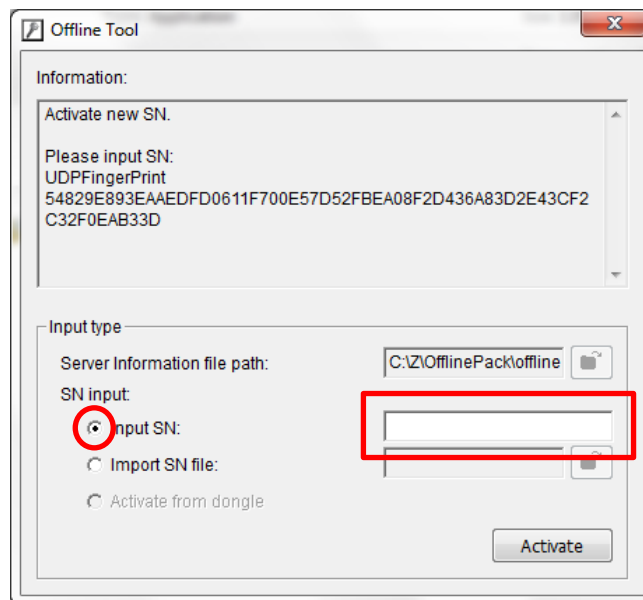 Offline Tool
Information:
Activate new SN.
Please input SN:
UDPFingerPrint
54829E893EAAEDFD0611F700E57D52FBEA08F2D436A83D2E43CF2
C32F0EAB33D
Input type
Server Information file path: C:\Z\OfflinePack\offline
SN input:
Input SN:
Import SN file:
Activate from dongle
Activate